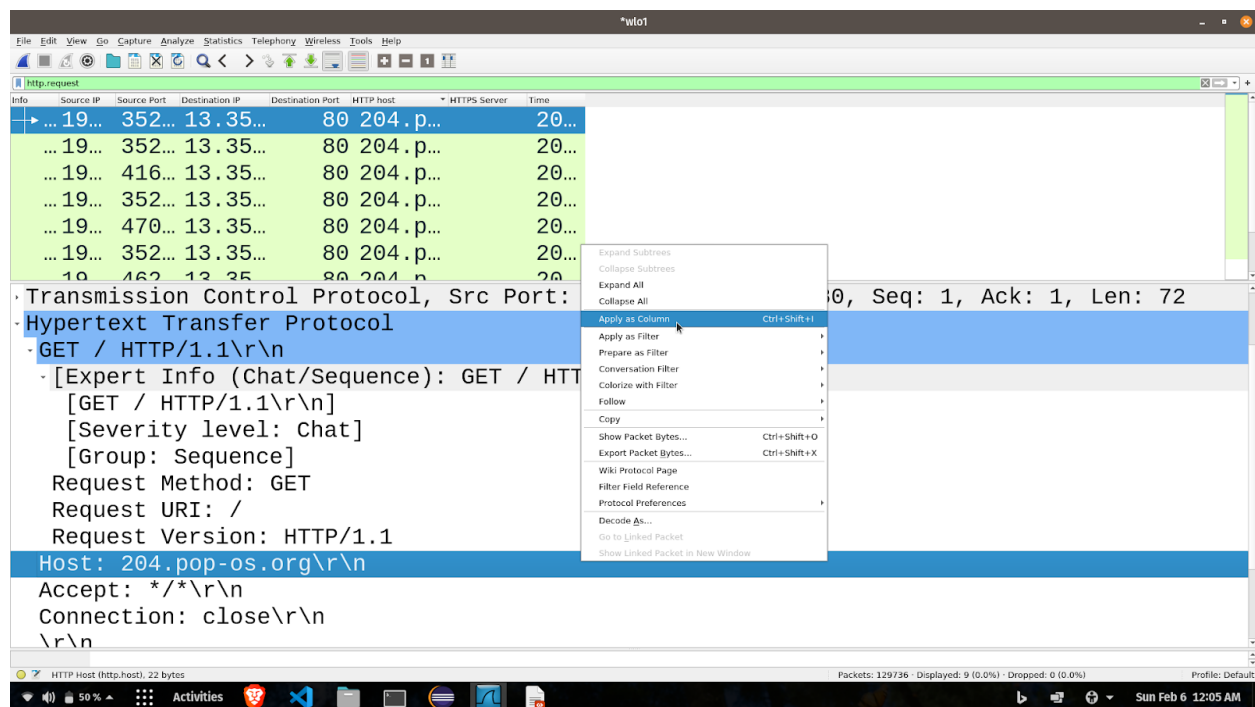 *wlo1
File Edit View Go Capture Analyze Statistics Telephony Wireless Tools Help
http.request
Info Source IP Source Port Destination IP Destination Port HTTP host HTTPS Server Time
… 19… 352… 13.35… 80 204.p… 20…
… 19… 352… 13.35… 80 204.p… 20…
… 19… 416… 13.35… 80 204.p… 20…
… 19… 352… 13.35… 80 204.p… 20…
… 19… 470… 13.35… 80 204.p… 20…
… 19… 352… 13.35… 80 204.p… 20…
19 462 13 35 80 204 p 20
Expand Subtrees
Collapse Subtrees
Expand All
Collapse All
Apply as Column Ctrl+Shift+I
Apply as Filter
Prepare as Filter
Conversation Filter
Colorize with Filter
Follow
Copy
Show Packet Bytes... Ctrl+Shift+O
Export Packet Bytes... Ctrl+Shift+X
Wiki Protocol Page
Filter Field Reference
Protocol Preferences
Decode As...
Go to Linked Packet
Show Linked Packet in New Window
Transmission Control Protocol, Src Port: 0, Seq: 1, Ack: 1, Len: 72
Hypertext Transfer Protocol
GET / HTTP/1.1\r\n
[Expert Info (Chat/Sequence): GET / HTT
[GET / HTTP/1.1\r\n]
[Severity level: Chat]
[Group: Sequence]
Request Method: GET
Request URI: /
Request Version: HTTP/1.1
Host: 204.pop-os.org\r\n
Accept: */*\r\n
Connection: close\r\n
\r\n
HTTP Host (http.host), 22 bytes Packets: 129736 · Displayed: 9 (0.0%) · Dropped: 0 (0.0%) Profile: Default
50 % Activities Sun Feb 6 12:05 AM